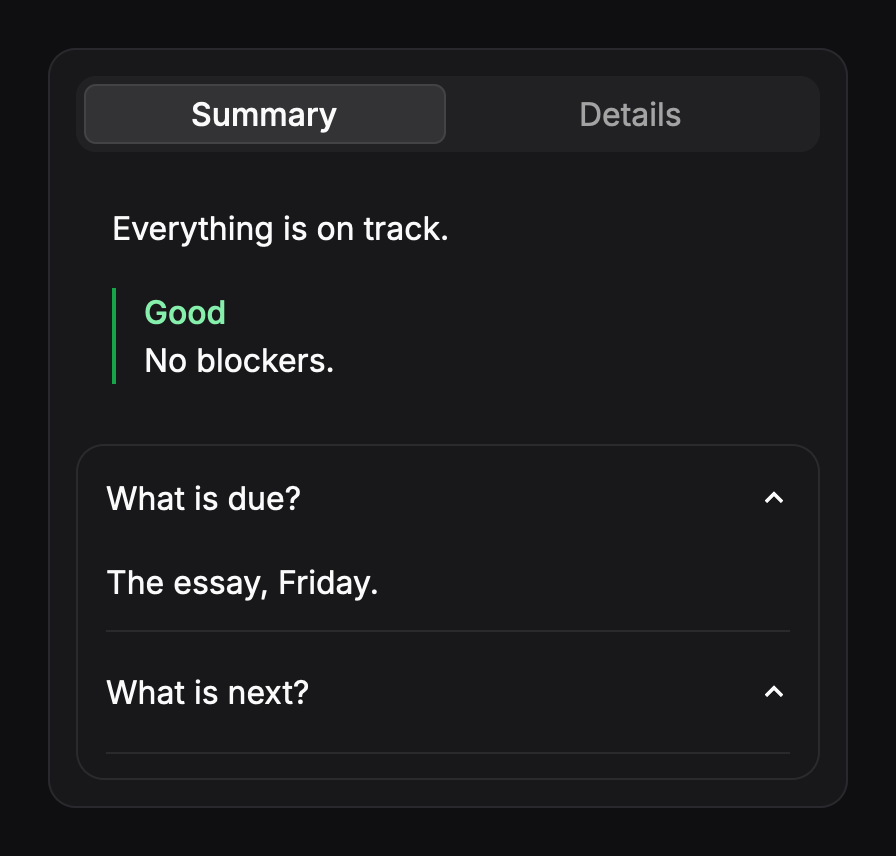 Summary
Details
Everything is on track.
Good
No blockers.
What is due?
The essay, Friday.
What is next?